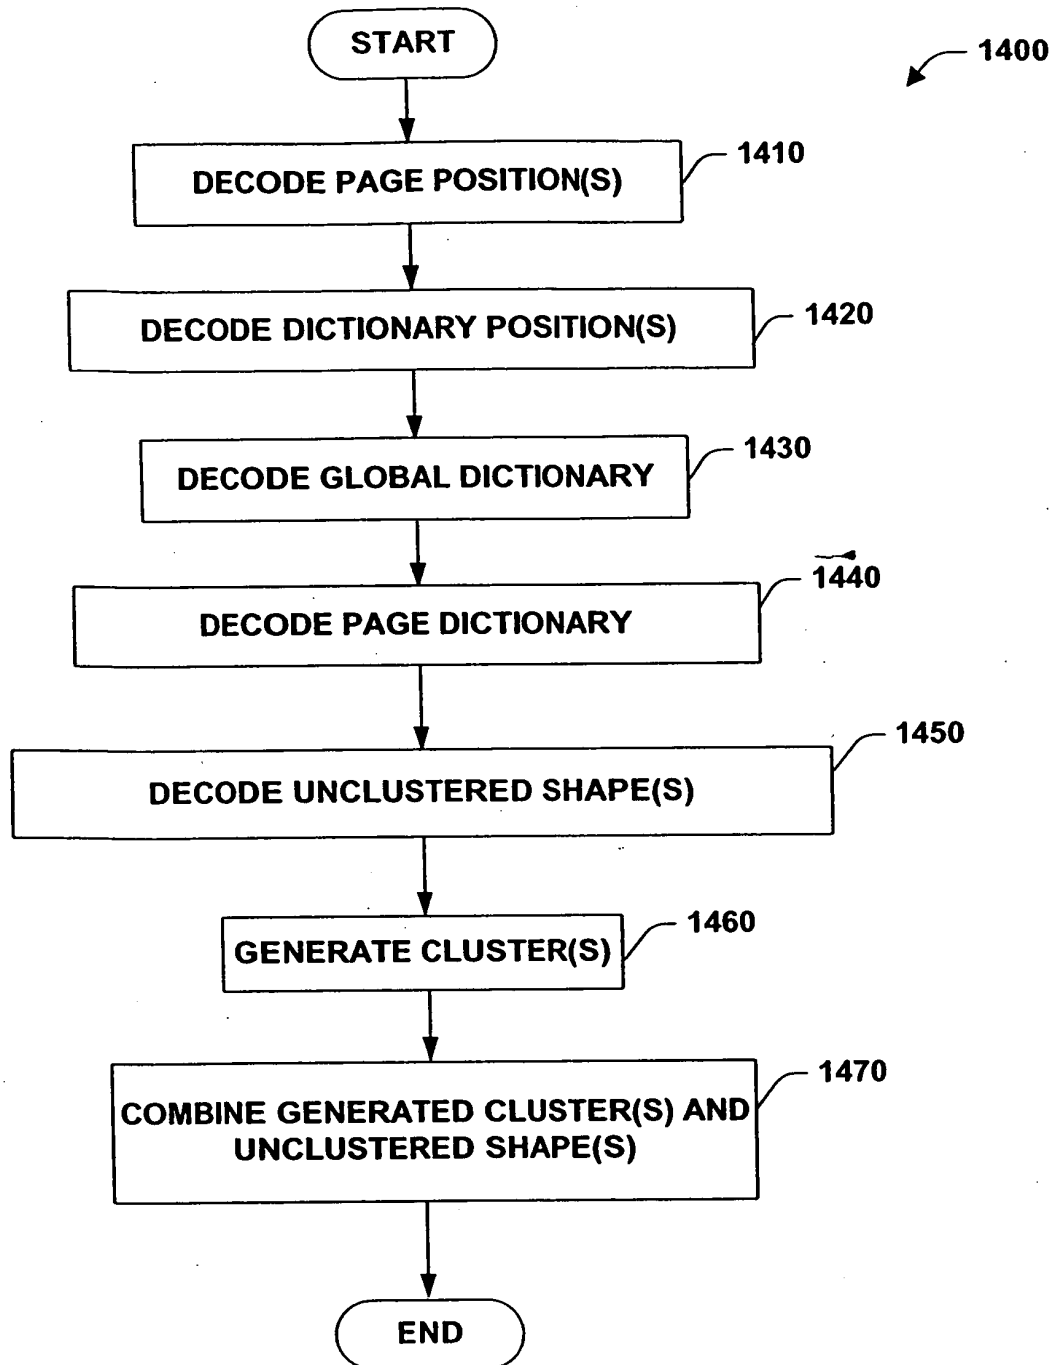 START
1400
DECODE PAGE POSITION(S)
1410
DECODE DICTIONARY POSITION(S)
1420
DECODE GLOBAL DICTIONARY
1430
DECODE PAGE DICTIONARY
1440
DECODE UNCLUSTERED SHAPE(S)
1450
GENERATE CLUSTER(S)
1460
COMBINE GENERATED CLUSTER(S) AND
UNCLUSTERED SHAPE(S)
1470
END